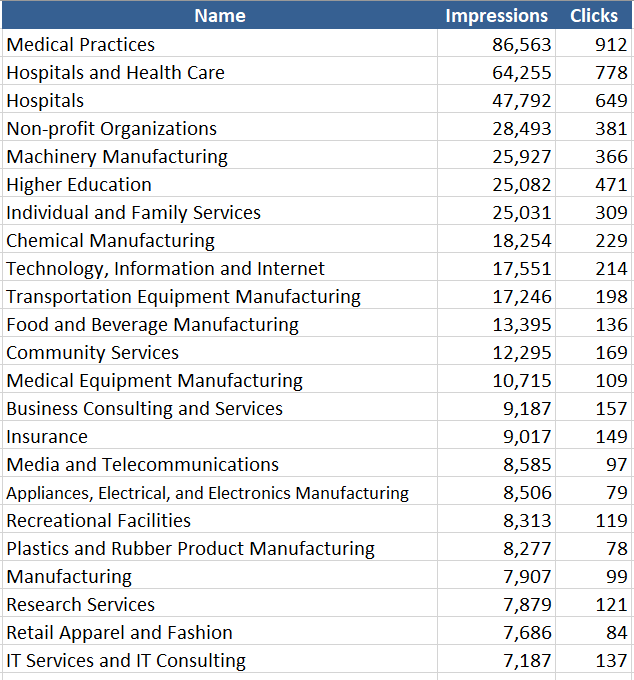 Name Impressions Clicks
Medical Practices 86,563 912
Hospitals and Health Care 64,255 778
Hospitals 47,792 649
Non-profit Organizations 28,493 381
Machinery Manufacturing 25,927 366
Higher Education 25,082 471
Individual and Family Services 25,031 309
Chemical Manufacturing 18,254 229
Technology, Information and Internet 17,551 214
Transportation Equipment Manufacturing 17,246 198
Food and Beverage Manufacturing 13,395 136
Community Services 12,295 169
Medical Equipment Manufacturing 10,715 109
Business Consulting and Services 9,187 157
Insurance 9,017 149
Media and Telecommunications 8,585 97
Appliances, Electrical, and Electronics Manufacturing 8,506 79
Recreational Facilities 8,313 119
Plastics and Rubber Product Manufacturing 8,277 78
Manufacturing 7,907 99
Research Services 7,879 121
Retail Apparel and Fashion 7,686 84
IT Services and IT Consulting 7,187 137